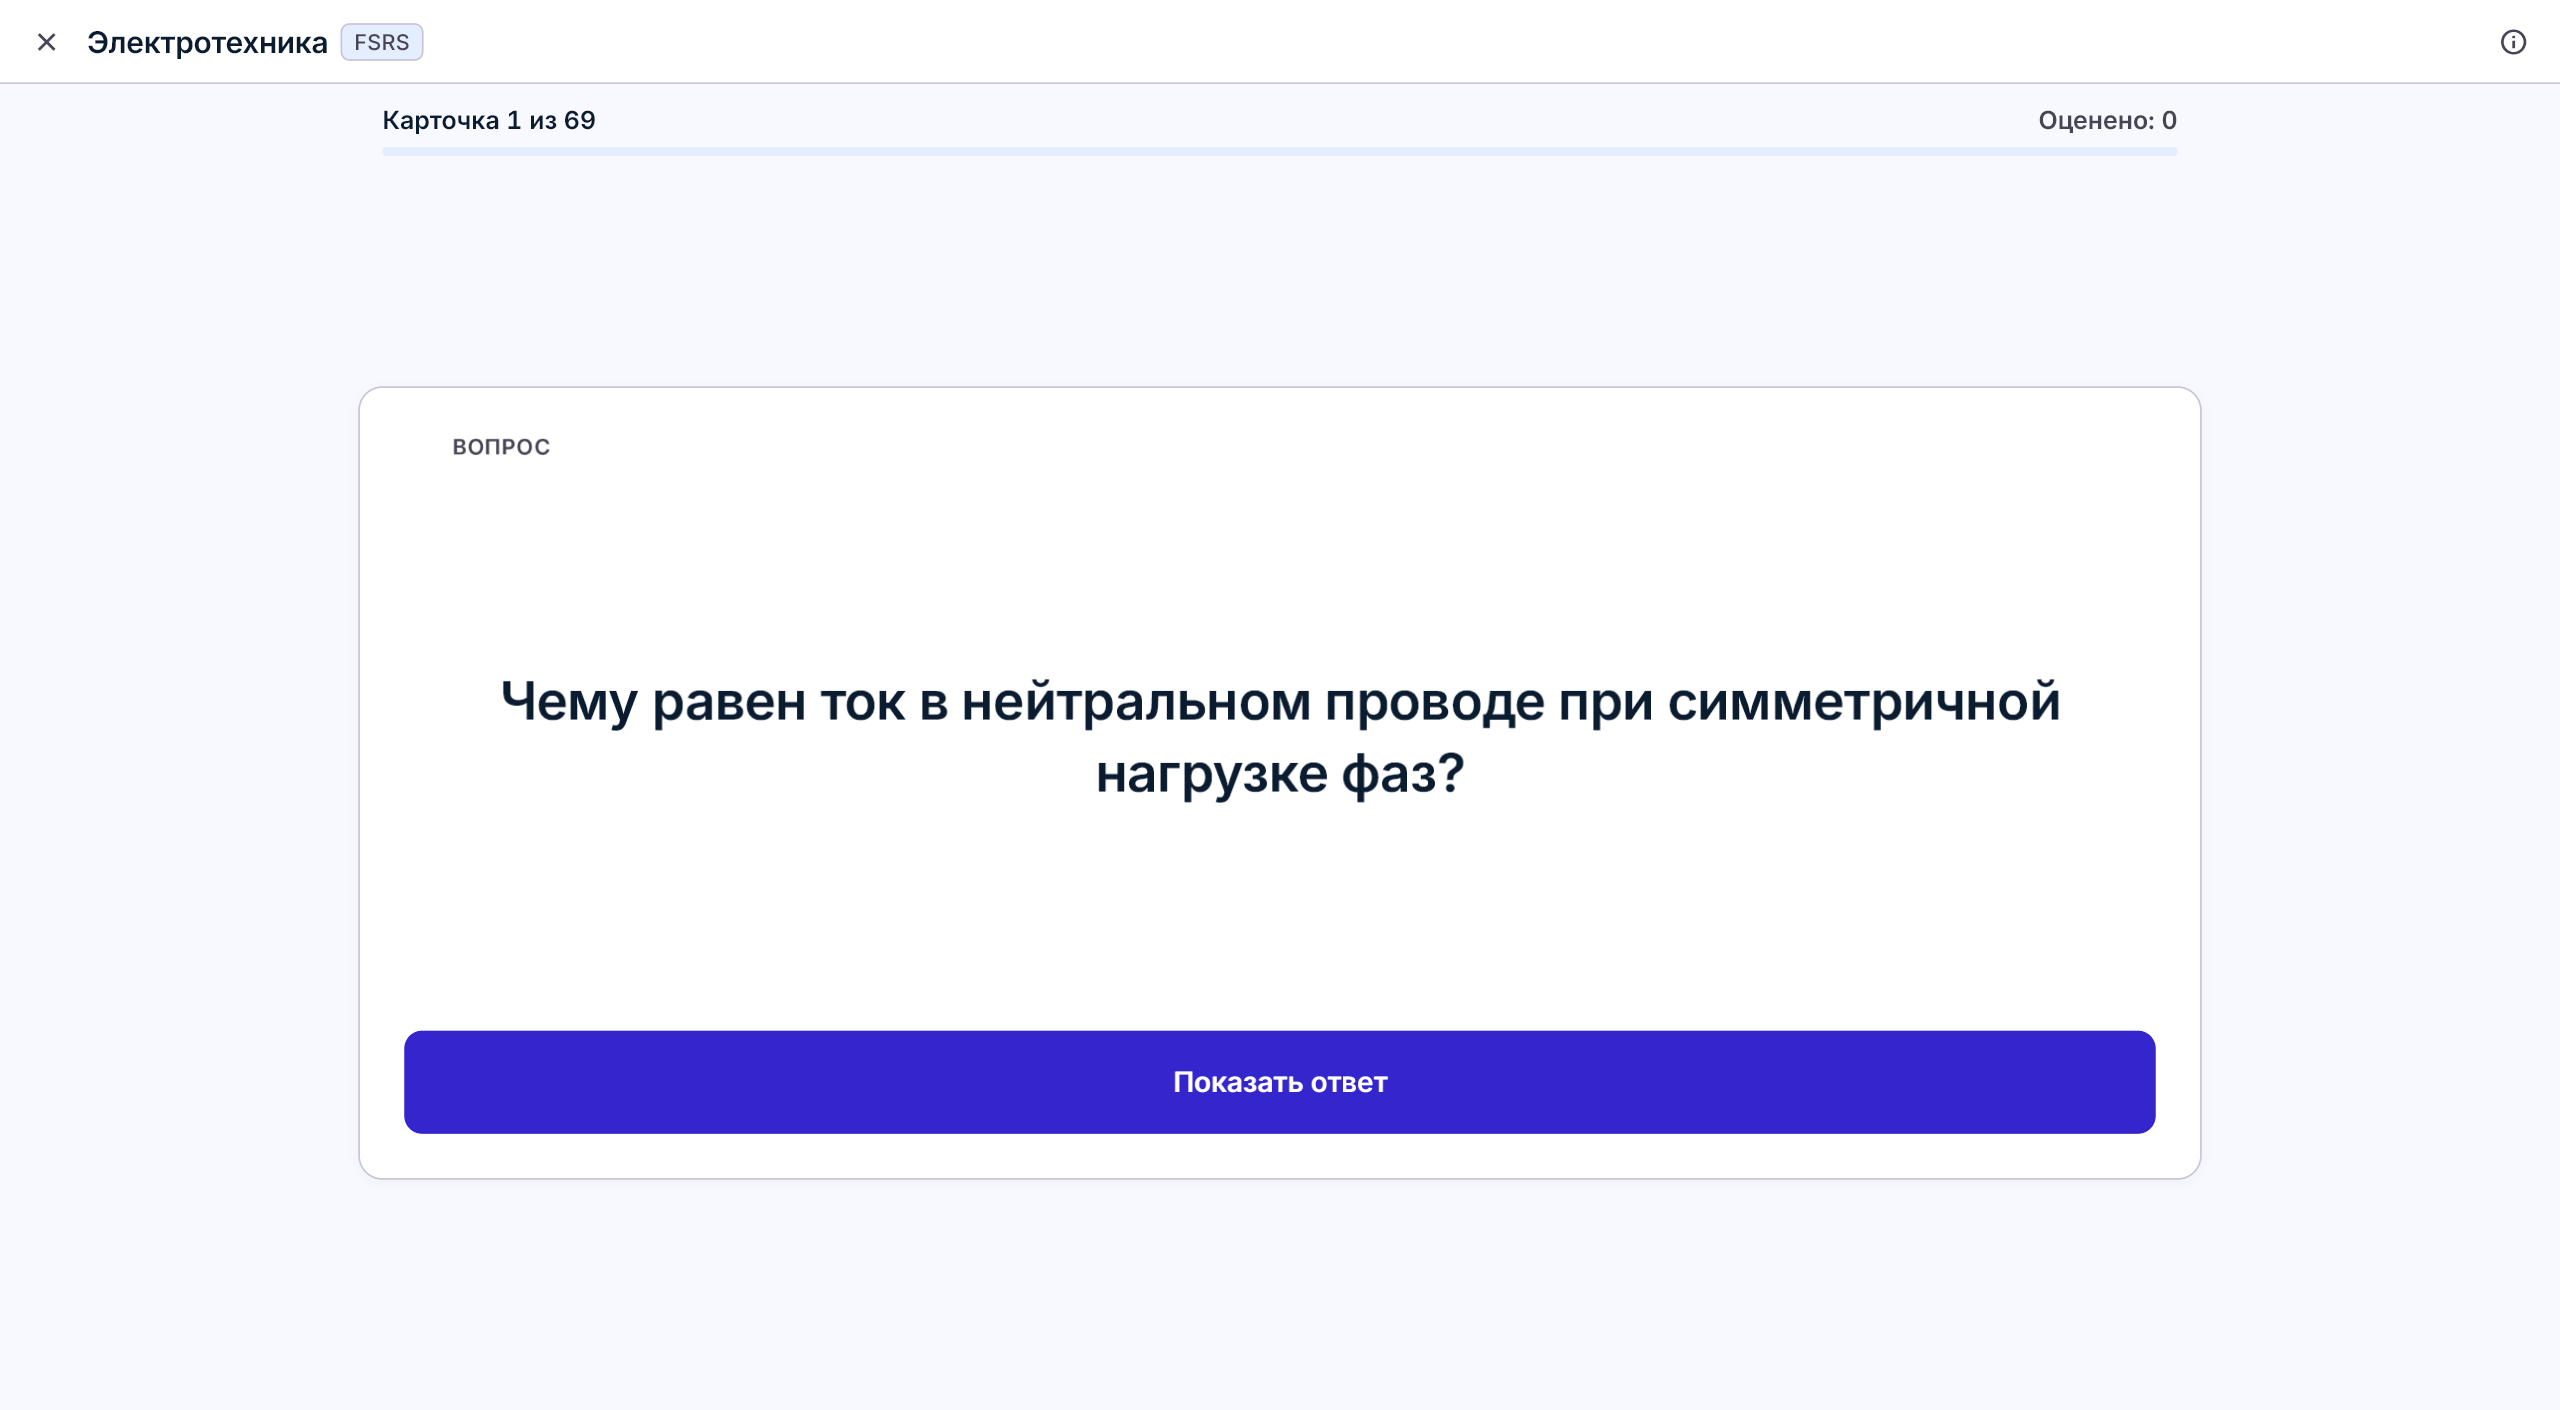 Электротехника FSRS
Карточка 1 из 69
Оценено: 0
ВОПРОС
Чему равен ток в нейтральном проводе при симметричной
нагрузке фаз?
Показать ответ